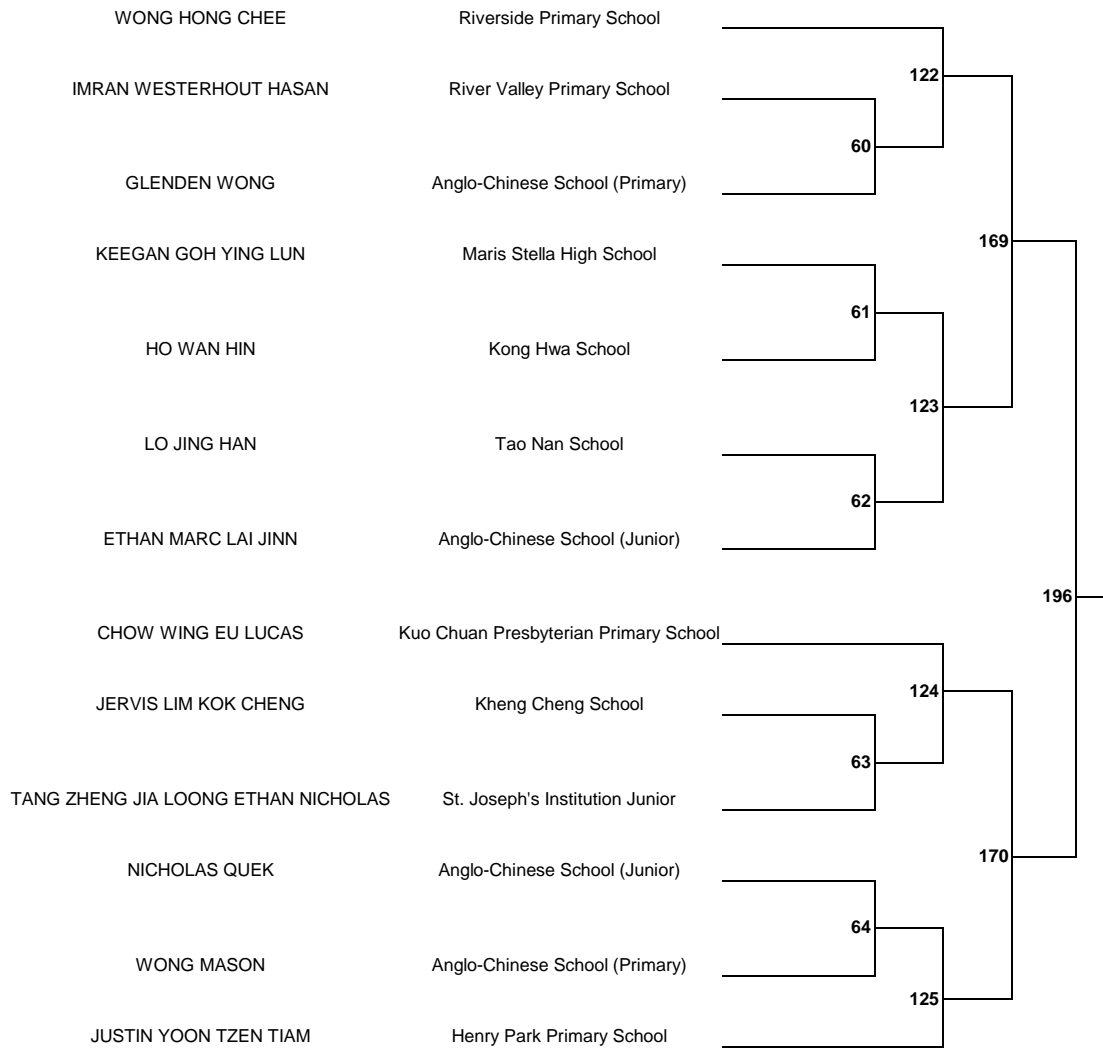 WONG HONG CHEE Riverside Primary School
122
IMRAN WESTERHOUT HASAN River Valley Primary School
60
GLENDEN WONG Anglo-Chinese School (Primary)
169
KEEGAN GOH YING LUN Maris Stella High School
61
HO WAN HIN Kong Hwa School
123
LO JING HAN Tao Nan School
62
ETHAN MARC LAI JINN Anglo-Chinese School (Junior)
196
CHOW WING EU LUCAS Kuo Chuan Presbyterian Primary School
124
JERVIS LIM KOK CHENG Kheng Cheng School
63
TANG ZHENG JIA LOONG ETHAN NICHOLAS St. Joseph's Institution Junior
170
NICHOLAS QUEK Anglo-Chinese School (Junior)
64
WONG MASON Anglo-Chinese School (Primary)
125
JUSTIN YOON TZEN TIAM Henry Park Primary School